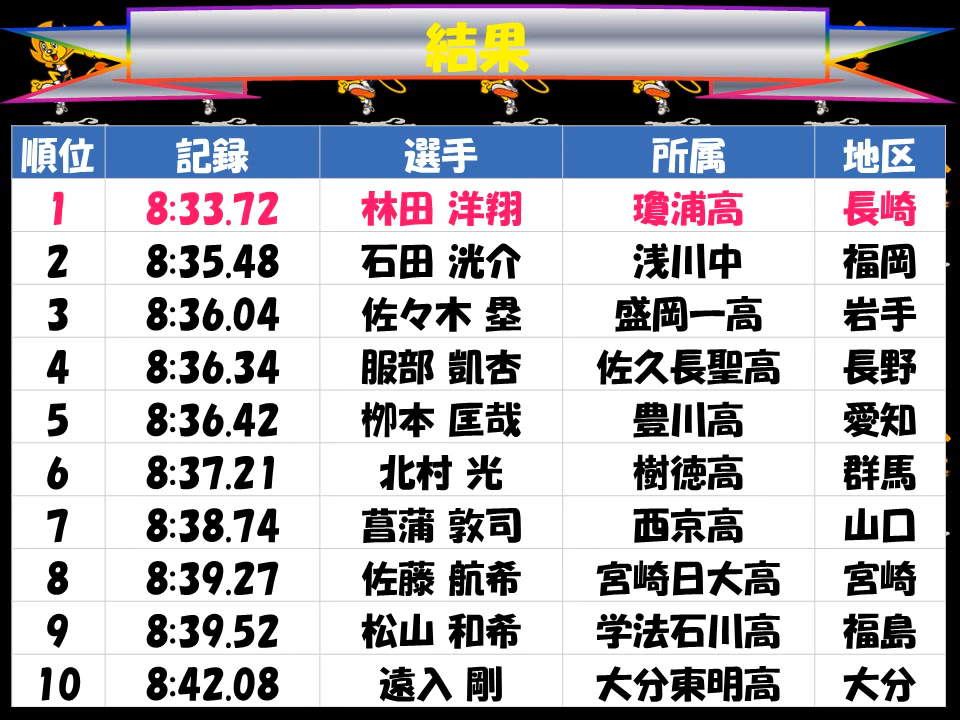 結果
順位 記録 選手 所属 地区
1 8:33.72 林田 洋翔 瓊浦高 長崎
2 8:35.48 石田 洸介 浅川中 福岡
3 8:36.04 佐々木 塁 盛岡一高 岩手
4 8:36.34 服部 凱杏 佐久長聖高 長野
5 8:36.42 栁本 匡哉 豊川高 愛知
6 8:37.21 北村 光 樹徳高 群馬
7 8:38.74 菖蒲 敦司 西京高 山口
8 8:39.27 佐藤 航希 宮崎日大高 宮崎
9 8:39.52 松山 和希 学法石川高 福島
10 8:42.08 遠入 剛 大分東明高 大分